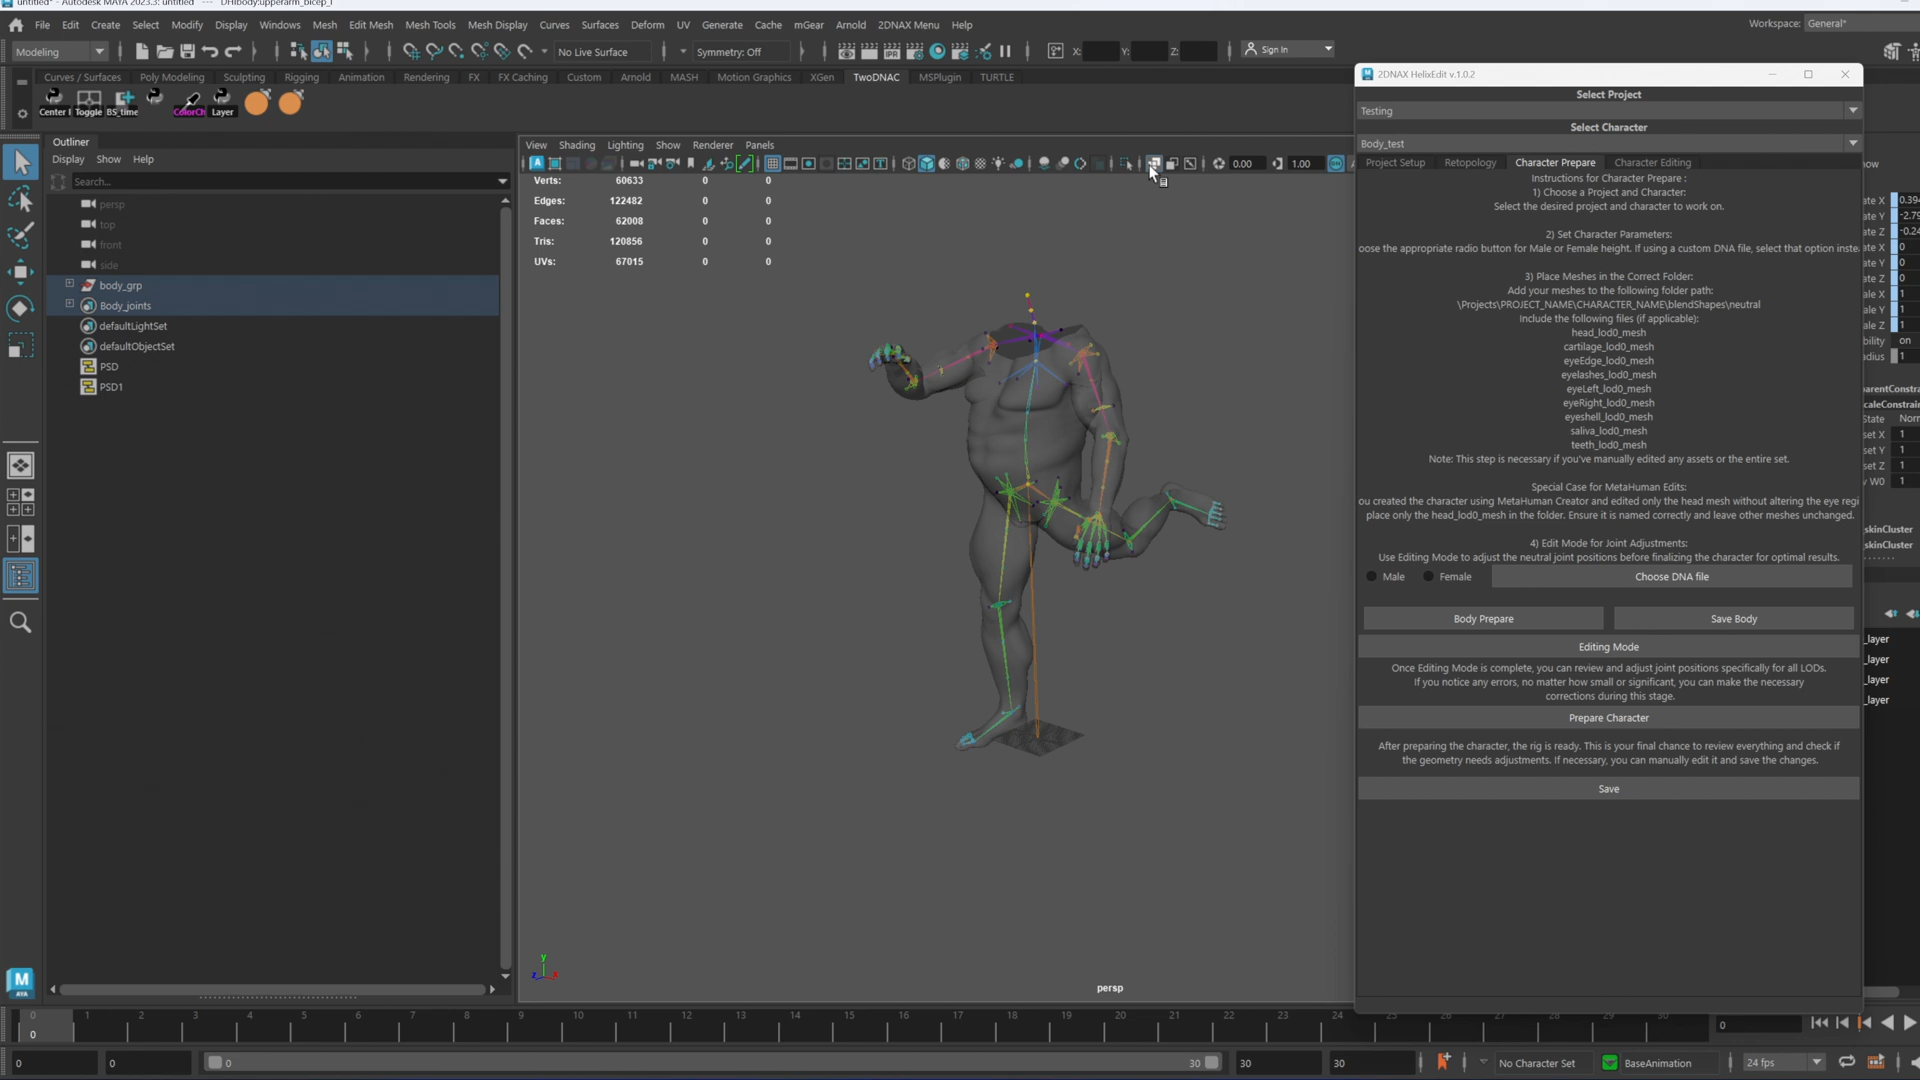 untitled* - Autodesk MAYA 2023.3: untitled --- DHIbody:upperarm_bicep_l
File Edit Create Select Modify Display Windows Mesh Edit Mesh Mesh Tools Mesh Display Curves Surfaces Deform UV Generate Cache Arnold mGear 2DNAX Menu Help
Workspace: General*
Modeling No Live Surface Symmetry: Off X: Y: Z: Sign In
Curves / Surfaces Poly Modeling Sculpting Rigging Animation Rendering FX FX Caching Custom Arnold MASH Motion Graphics XGen TwoDNAC MSPlugin TURTLE
Center Toggle BS_time ColorCh Layer
Outliner
Display Show Help
Search...
persp
top
front
side
body_grp
Body_joints
defaultLightSet
defaultObjectSet
PSD
PSD1
View Shading Lighting Show Renderer Panels
0.00 1.00
Verts: 60633 0 0
Edges: 122482 0 0
Faces: 62008 0 0
Tris: 120856 0 0
UVs: 67015 0 0
y
z x
persp
2DNAX HelixEdit v.1.0.2
Select Project
Testing
Select Character
Body_test
Project Setup Retopology Character Prepare Character Editing
Instructions for Character Prepare :
1) Choose a Project and Character:
Select the desired project and character to work on.
2) Set Character Parameters:
oose the appropriate radio button for Male or Female height. If using a custom DNA file, select that option inste
3) Place Meshes in the Correct Folder:
Add your meshes to the following folder path:
\Projects\PROJECT_NAME\CHARACTER_NAME\blendShapes\neutral
Include the following files (if applicable):
head_lod0_mesh
cartilage_lod0_mesh
eyeEdge_lod0_mesh
eyelashes_lod0_mesh
eyeLeft_lod0_mesh
eyeRight_lod0_mesh
eyeshell_lod0_mesh
saliva_lod0_mesh
teeth_lod0_mesh
Note: This step is necessary if you've manually edited any assets or the entire set.
Special Case for MetaHuman Edits:
ou created the character using MetaHuman Creator and edited only the head mesh without altering the eye regi
place only the head_lod0_mesh in the folder. Ensure it is named correctly and leave other meshes unchanged.
4) Edit Mode for Joint Adjustments:
Use Editing Mode to adjust the neutral joint positions before finalizing the character for optimal results.
Male Female Choose DNA file
Body Prepare Save Body
Editing Mode
Once Editing Mode is complete, you can review and adjust joint positions specifically for all LODs.
If you notice any errors, no matter how small or significant, you can make the necessary
corrections during this stage.
Prepare Character
After preparing the character, the rig is ready. This is your final chance to review everything and check if
the geometry needs adjustments. If necessary, you can manually edit it and save the changes.
Save
ow
ate X 0.394
ate Y -2.79
ate Z -0.24
ate X 0
ate Y 0
ate Z 0
ale X 1
ale Y 1
ale Z 1
bility on
dius 1
arentConstra
caleConstrai
State Norm
set X 1
set Y 1
set Z 1
W0 1
skinCluster
skinCluster
_layer
_layer
_layer
_layer
0 1 2 3 4 5 6 7 8 9 10 11 12 13 14 15 16 17 18 19 20 21 22 23 24 25 26 27 28 29 30
0 0
0 0 0 30 30 30 No Character Set BaseAnimation 24 fps
MAYA